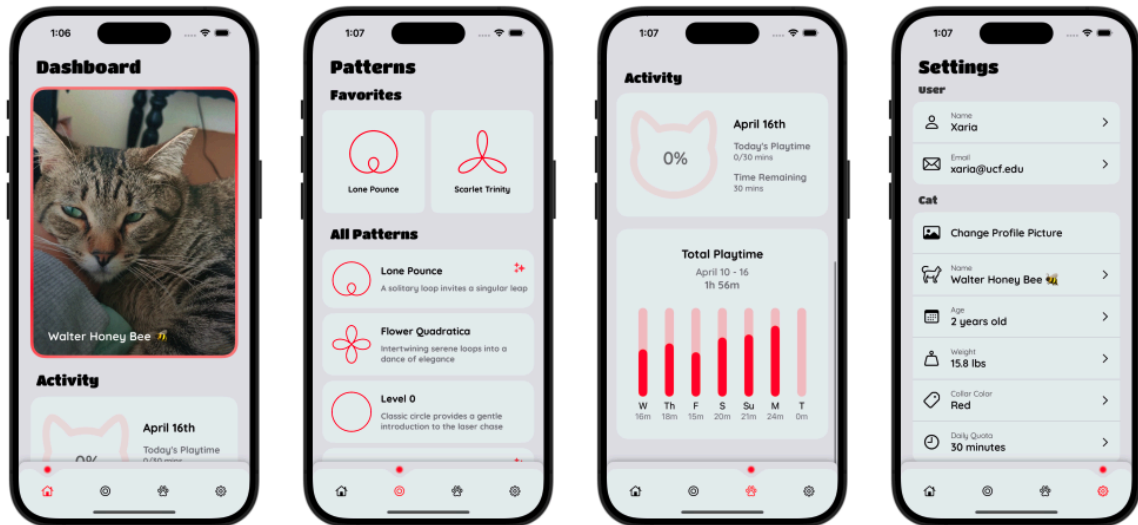 1:06
Dashboard
Walter Honey Bee 🐝
Activity
April 16th
Today's Playtime
0/30 mins
0%
1:07
Patterns
Favorites
Lone Pounce
Scarlet Trinity
All Patterns
Lone Pounce
A solitary loop invites a singular leap
Flower Quadratica
Intertwining serene loops into a
dance of elegance
Level 0
Classic circle provides a gentle
introduction to the laser chase
1:07
Activity
0%
April 16th
Today's Playtime
0/30 mins
Time Remaining
30 mins
Total Playtime
April 10 - 16
1h 56m
W Th F S Su M T
16m 18m 15m 20m 21m 24m 0m
1:07
Settings
User
Name
Xaria
Email
xaria@ucf.edu
Cat
Change Profile Picture
Name
Walter Honey Bee 🐝
Age
2 years old
Weight
15.8 lbs
Collar Color
Red
Daily Quota
30 minutes